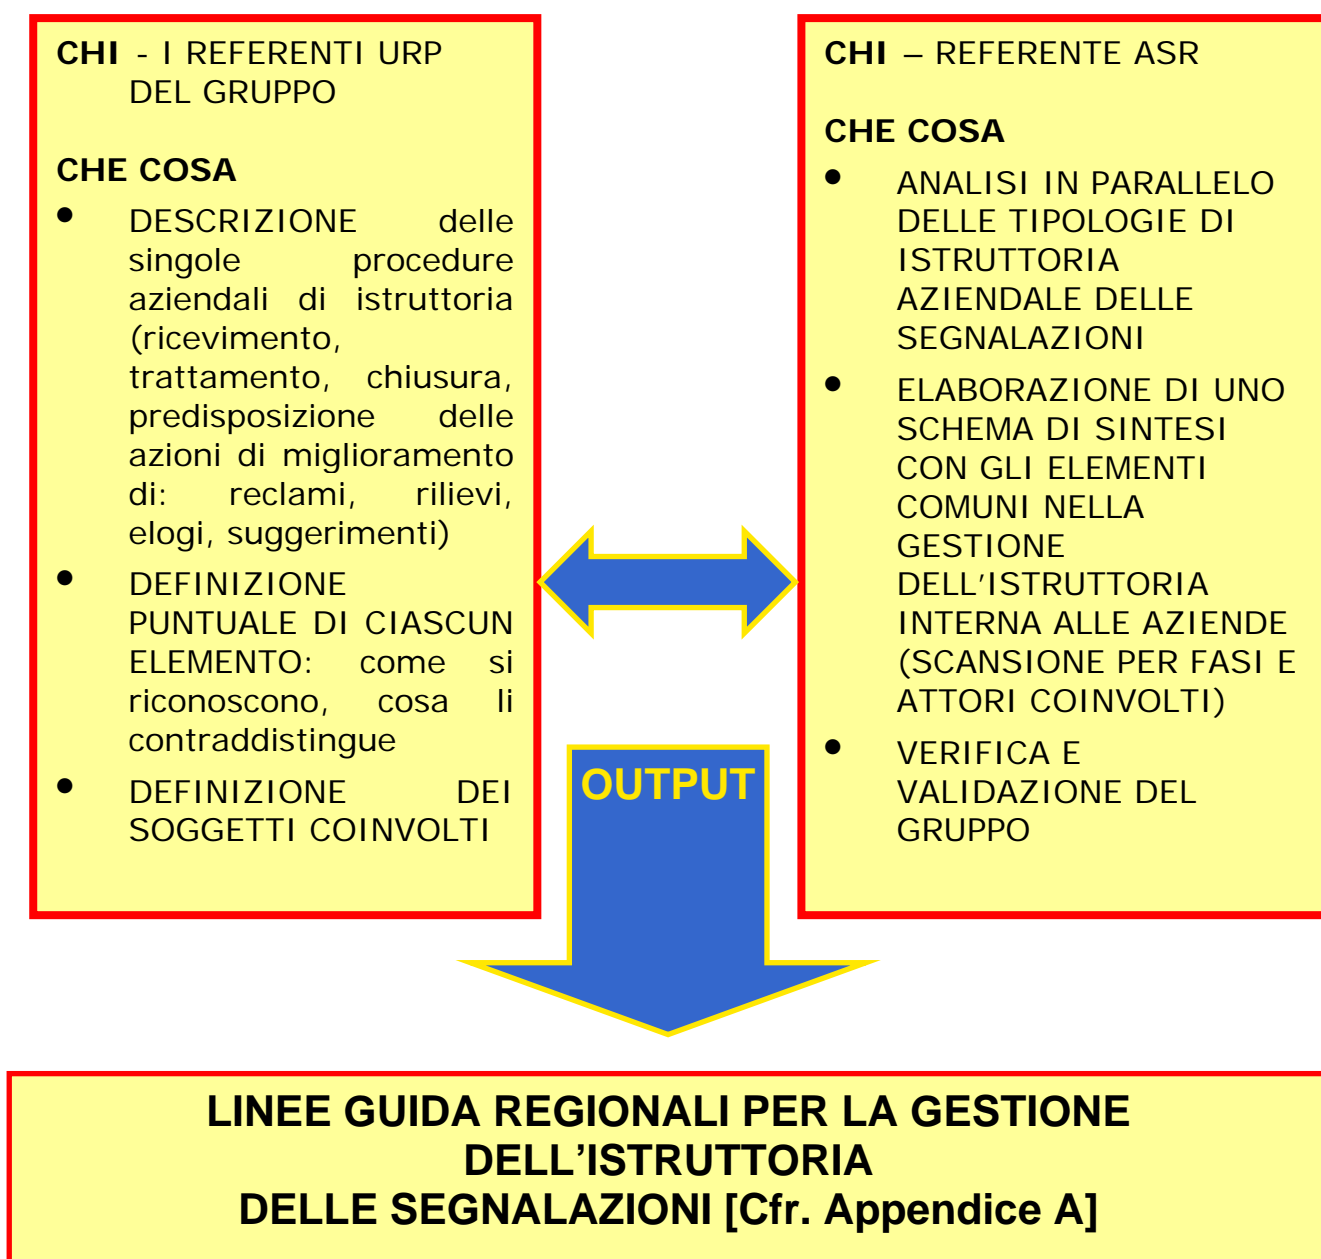 CHI - I REFERENTI URP
DEL GRUPPO
CHE COSA
• DESCRIZIONE delle
singole procedure
aziendali di istruttoria
(ricevimento,
trattamento, chiusura,
predisposizione delle
azioni di miglioramento
di: reclami, rilievi,
elogi, suggerimenti)
• DEFINIZIONE
PUNTUALE DI CIASCUN
ELEMENTO: come si
riconoscono, cosa li
contraddistingue
• DEFINIZIONE DEI
SOGGETTI COINVOLTI
CHI – REFERENTE ASR
CHE COSA
• ANALISI IN PARALLELO
DELLE TIPOLOGIE DI
ISTRUTTORIA
AZIENDALE DELLE
SEGNALAZIONI
• ELABORAZIONE DI UNO
SCHEMA DI SINTESI
CON GLI ELEMENTI
COMUNI NELLA
GESTIONE
DELL'ISTRUTTORIA
INTERNA ALLE AZIENDE
(SCANSIONE PER FASI E
ATTORI COINVOLTI)
• VERIFICA E
VALIDAZIONE DEL
GRUPPO
OUTPUT
LINEE GUIDA REGIONALI PER LA GESTIONE
DELL’ISTRUTTORIA
DELLE SEGNALAZIONI [Cfr. Appendice A]